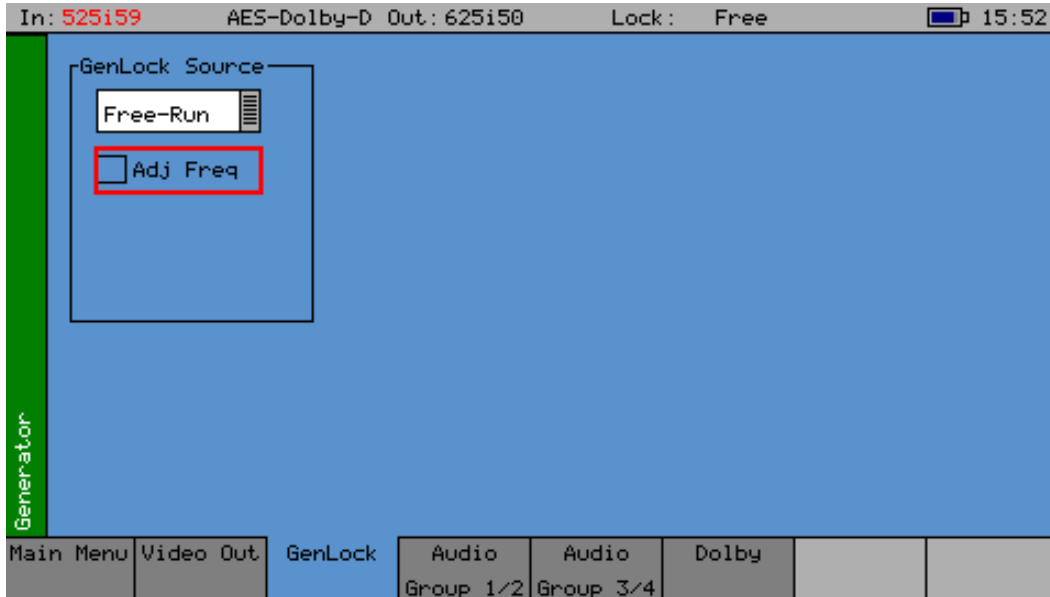 In: 525i59 AES-Dolby-D Out: 625i50 Lock: Free 15:52
GenLock Source
Free-Run
Adj Freq
Generator
Main Menu Video Out GenLock Audio Group 1/2 Audio Group 3/4 Dolby